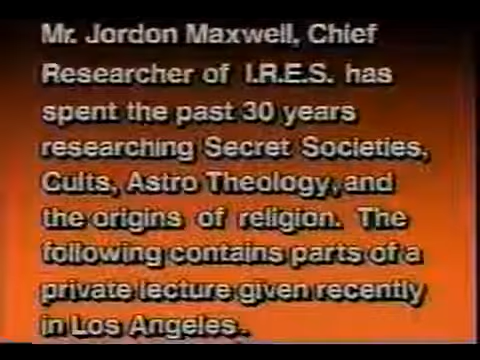 Mr. Jordon Maxwell, Chief
Researcher of I.R.E.S. has
spent the past 30 years
researching Secret Societies,
Cults, Astro Theology, and
the origins of religion. The
following contains parts of a
private lecture given recently
in Los Angeles.